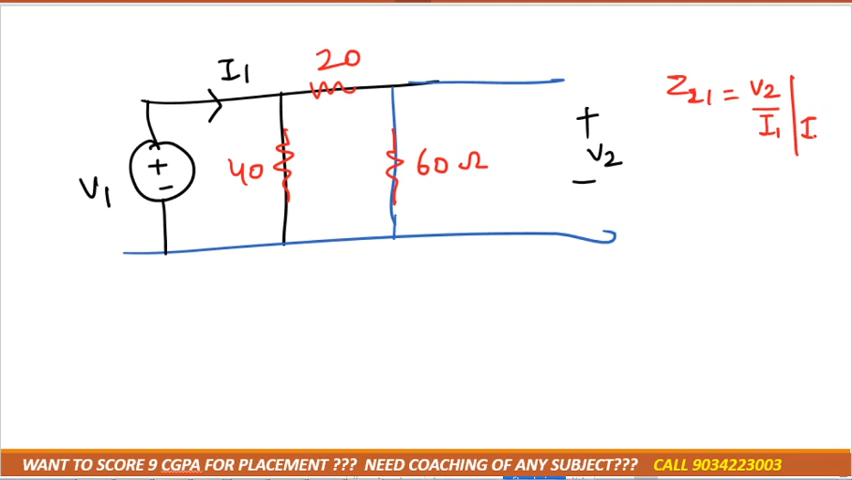 I1
20
Z21 = V2/I1 | I
+
V2
−
+
−
V1
40
60 Ω
WANT TO SCORE 9 CGPA FOR PLACEMENT ??? NEED COACHING OF ANY SUBJECT??? CALL 9034223003